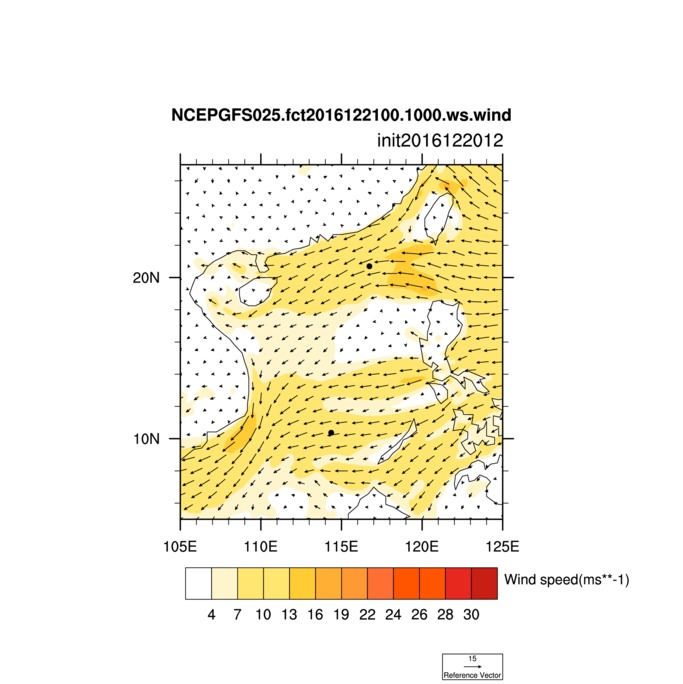 NCEPGFS025.fct2016122100.1000.ws.wind
init2016122012
20N
10N
105E 110E 115E 120E 125E
Wind speed(ms**-1)
4 7 10 13 16 19 22 24 26 28 30
15
Reference Vector